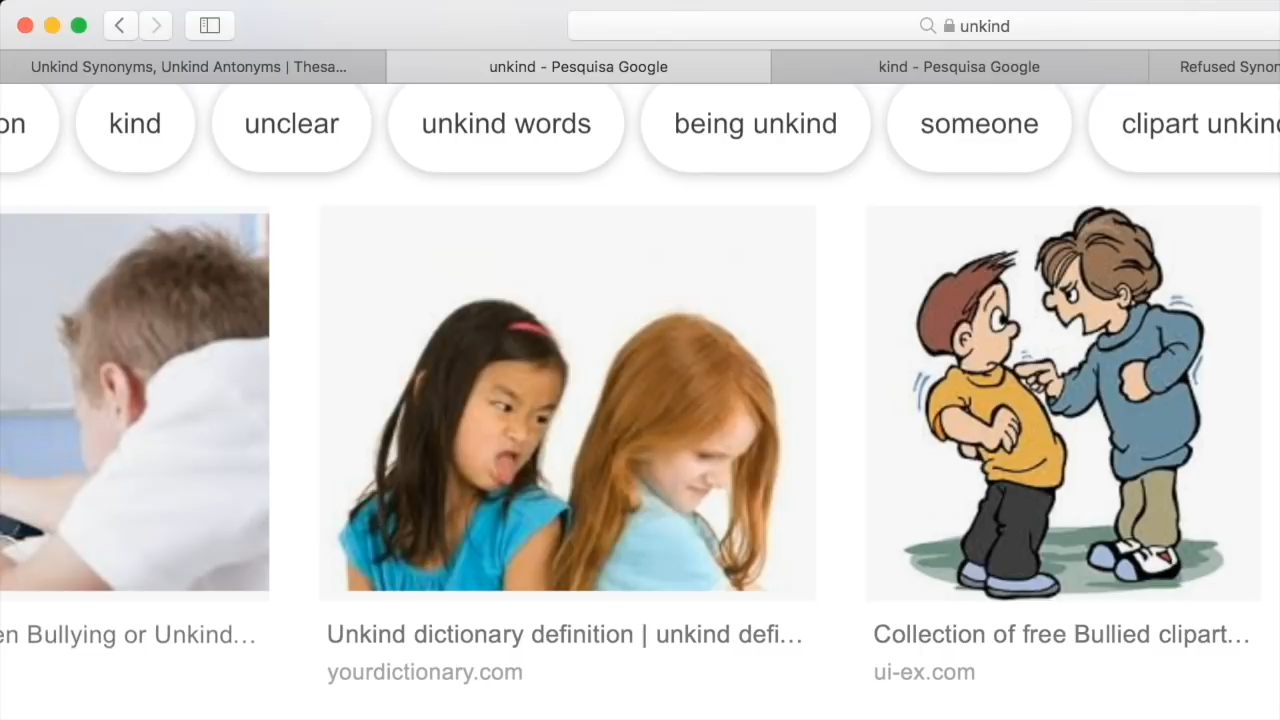 unkind
Unkind Synonyms, Unkind Antonyms | Thesa...
unkind - Pesquisa Google
kind - Pesquisa Google
Refused Synon
on
kind
unclear
unkind words
being unkind
someone
clipart unkind
en Bullying or Unkind...
Unkind dictionary definition | unkind defi...
Collection of free Bullied clipart...
yourdictionary.com
ui-ex.com